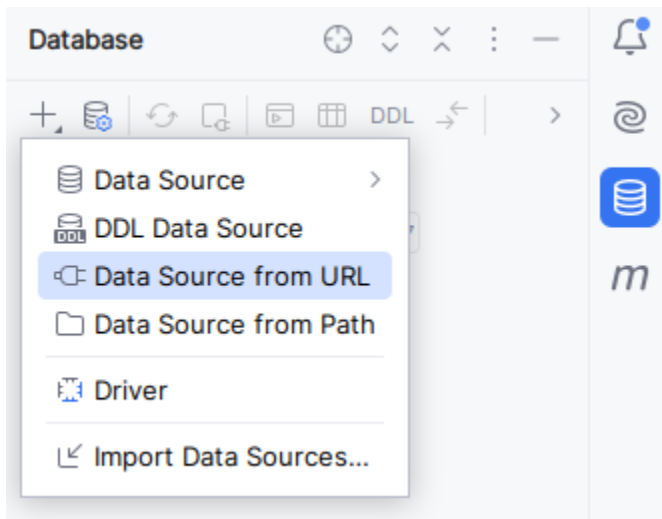 Database
DDL
Data Source
DDL Data Source
Data Source from URL
Data Source from Path
Driver
Import Data Sources...
m